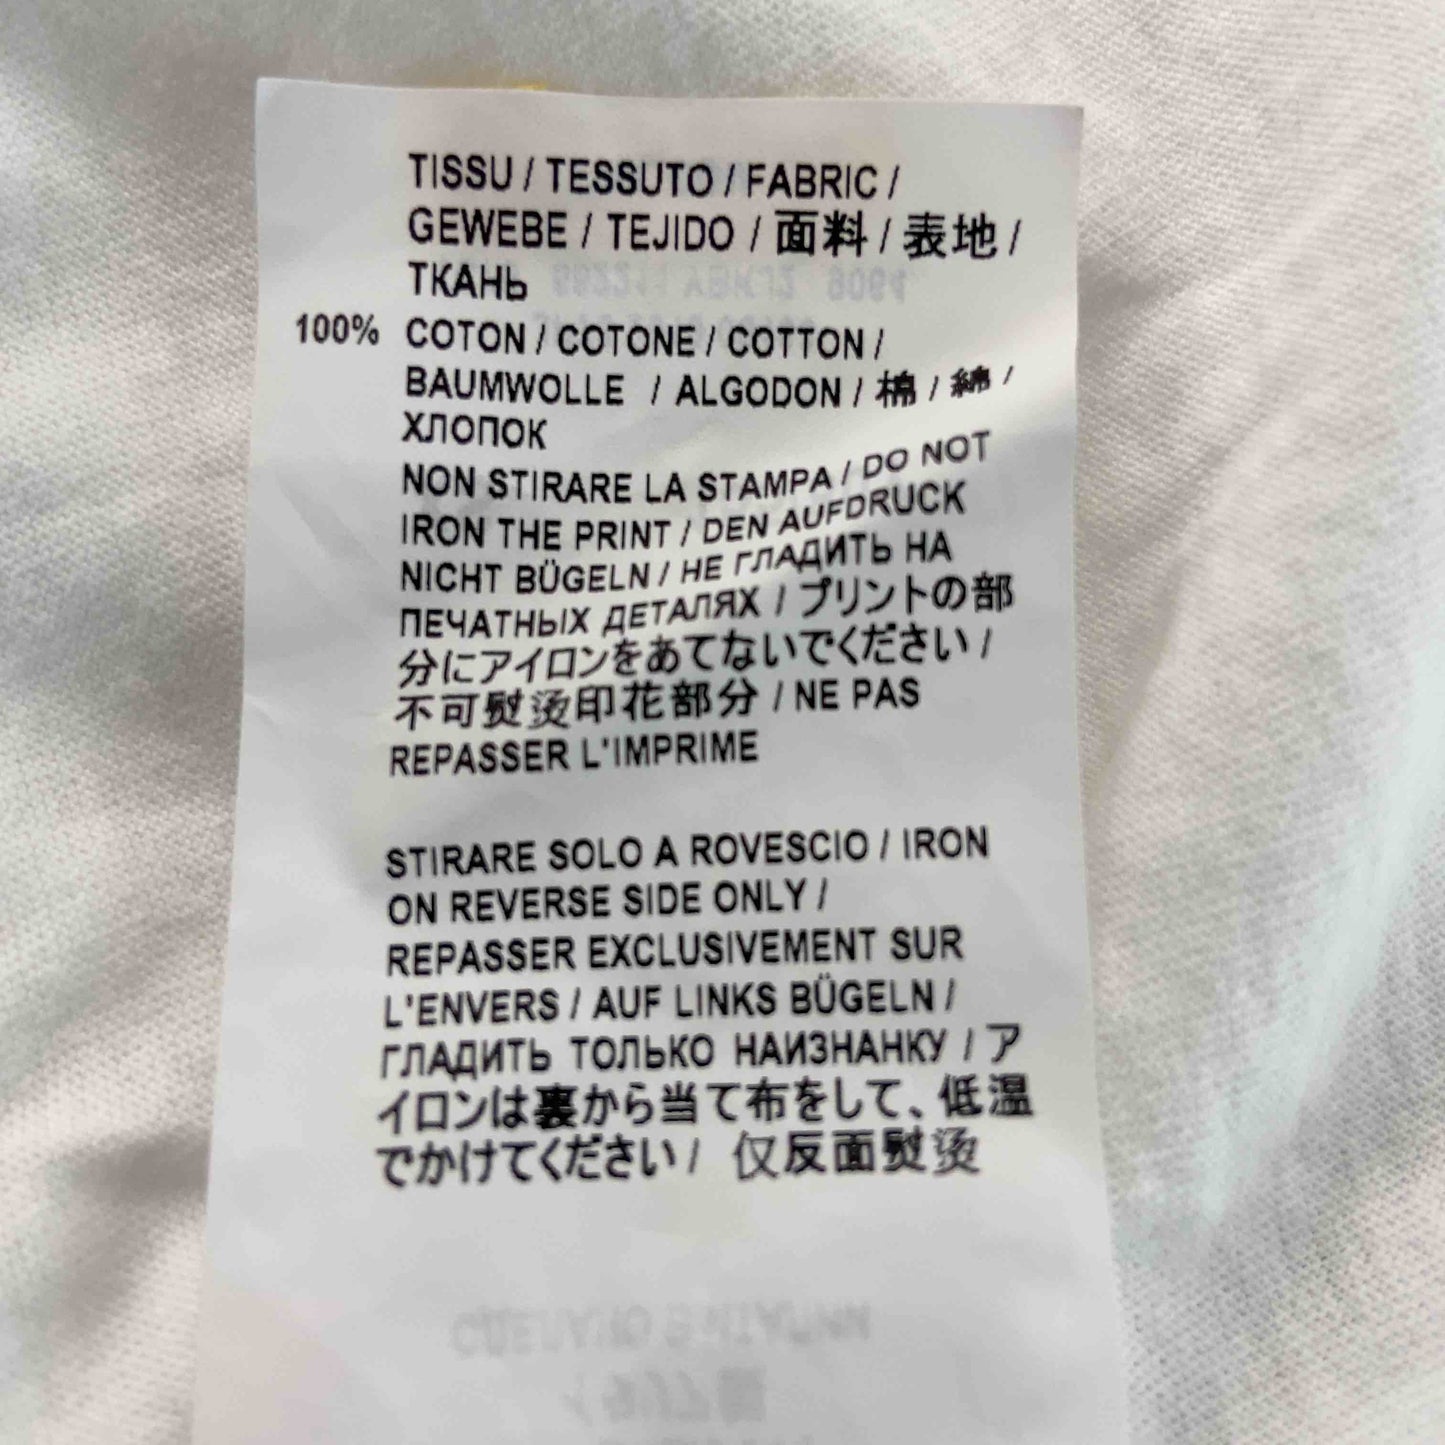 TISSU / TESSUTO / FABRIC /
GEWEBE / TEJIDO / 面料 / 表地 /
ТКАНЬ
100% COTON / COTONE / COTTON /
BAUMWOLLE / ALGODON / 棉 / 綿 /
ХЛОПОК
NON STIRARE LA STAMPA / DO NOT
IRON THE PRINT / DEN AUFDRUCK
NICHT BÜGELN / НЕ ГЛАДИТЬ НА
ПЕЧАТНЫХ ДЕТАЛЯХ / プリントの部
分にアイロンをあてないでください /
不可熨烫印花部分 / NE PAS
REPASSER L'IMPRIME
STIRARE SOLO A ROVESCIO / IRON
ON REVERSE SIDE ONLY /
REPASSER EXCLUSIVEMENT SUR
L'ENVERS / AUF LINKS BÜGELN /
ГЛАДИТЬ ТОЛЬКО НАИЗНАНКУ / ア
イロンは裏から当て布をして、低温
でかけてください / 仅反面熨烫